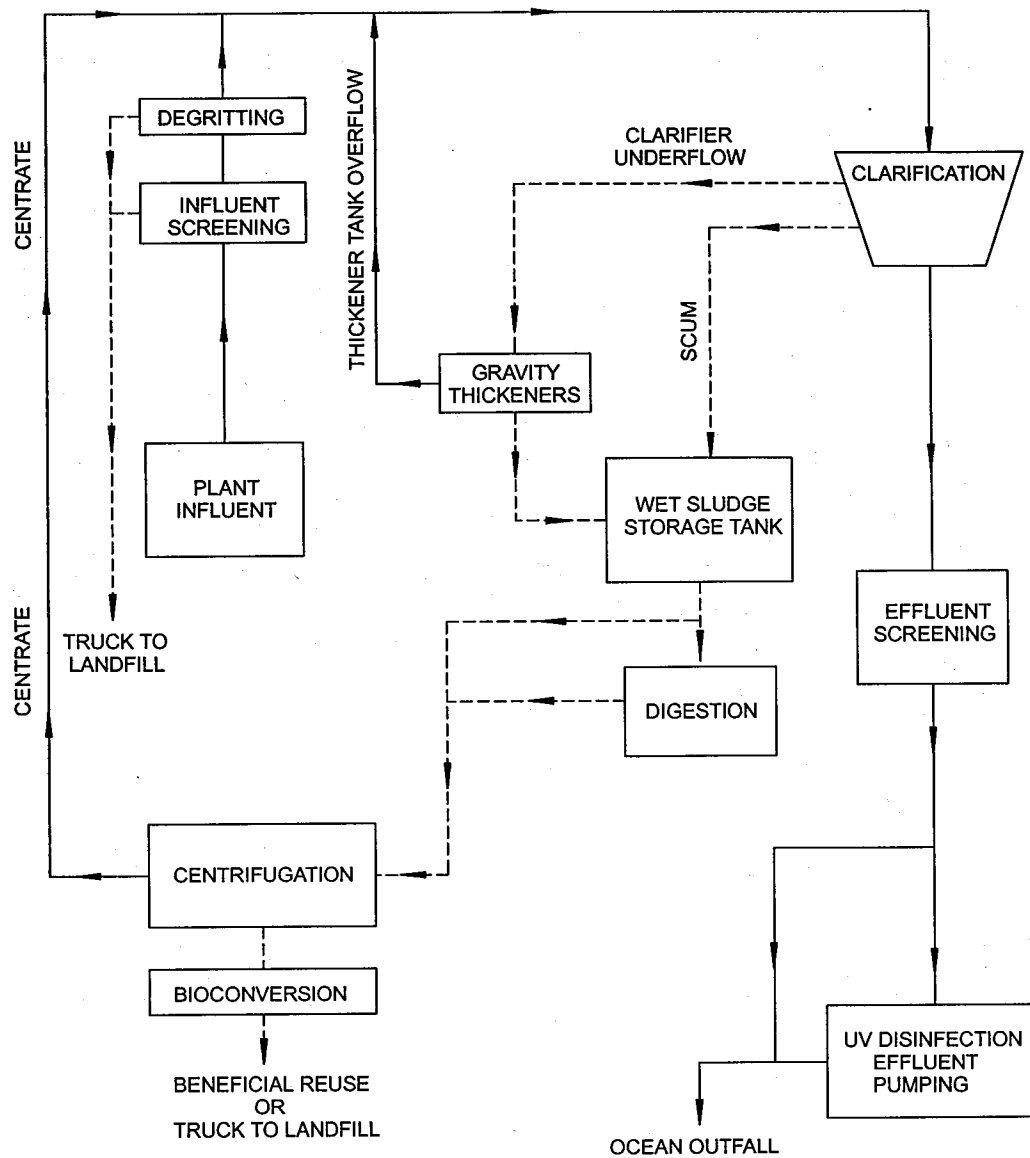 DEGRITTING
INFLUENT
SCREENING
PLANT
INFLUENT
TRUCK TO
LANDFILL
CENTRATE
CENTRATE
THICKENER TANK OVERFLOW
CLARIFIER
UNDERFLOW
CLARIFICATION
SCUM
GRAVITY
THICKENERS
WET SLUDGE
STORAGE TANK
EFFLUENT
SCREENING
DIGESTION
CENTRIFUGATION
BIOCONVERSION
BENEFICIAL REUSE
OR
TRUCK TO LANDFILL
UV DISINFECTION
EFFLUENT
PUMPING
OCEAN OUTFALL